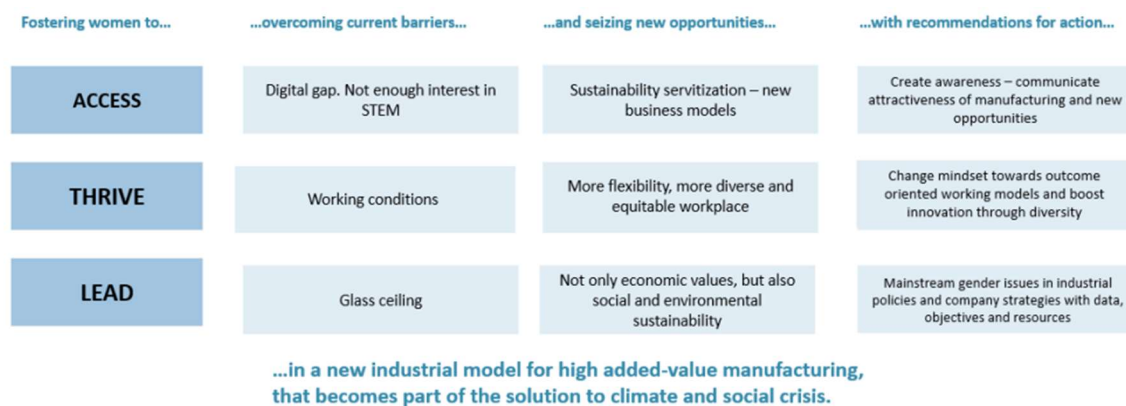 Fostering women to...
...overcoming current barriers...
...and seizing new opportunities...
...with recommendations for action...
ACCESS
Digital gap. Not enough interest in
STEM
Sustainability servitization – new
business models
Create awareness – communicate
attractiveness of manufacturing and new
opportunities
THRIVE
Working conditions
More flexibility, more diverse and
equitable workplace
Change mindset towards outcome
oriented working models and boost
innovation through diversity
LEAD
Glass ceiling
Not only economic values, but also
social and environmental
sustainability
Mainstream gender issues in industrial
policies and company strategies with data,
objectives and resources
...in a new industrial model for high added-value manufacturing,
that becomes part of the solution to climate and social crisis.